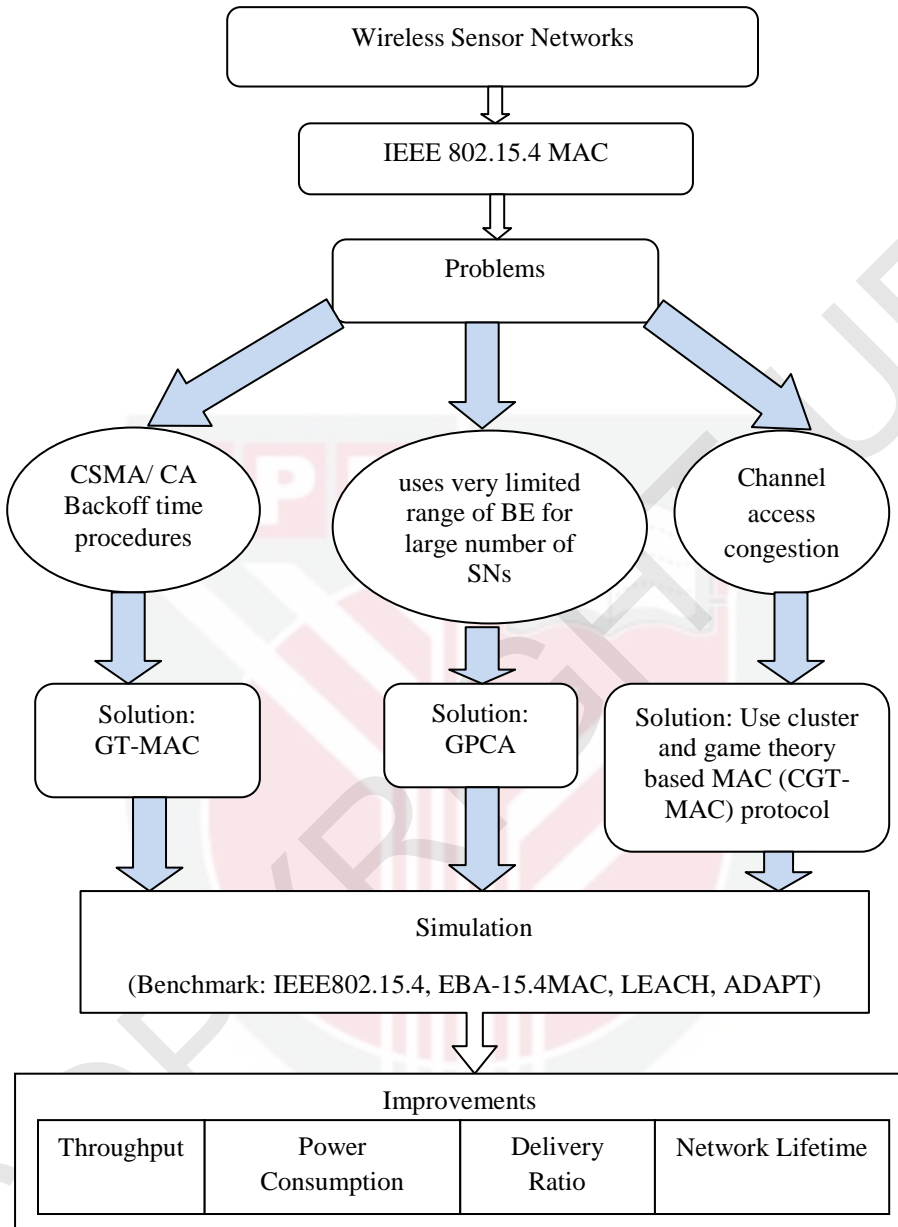 Wireless Sensor Networks
IEEE 802.15.4 MAC
Problems
CSMA/ CA
Backoff time
procedures
uses very limited
range of BE for
large number of
SNs
Channel
access
congestion
Solution:
GT-MAC
Solution:
GPCA
Solution: Use cluster
and game theory
based MAC (CGT-
MAC) protocol
Simulation
(Benchmark: IEEE802.15.4, EBA-15.4MAC, LEACH, ADAPT)
Improvements
Throughput
Power
Consumption
Delivery
Ratio
Network Lifetime